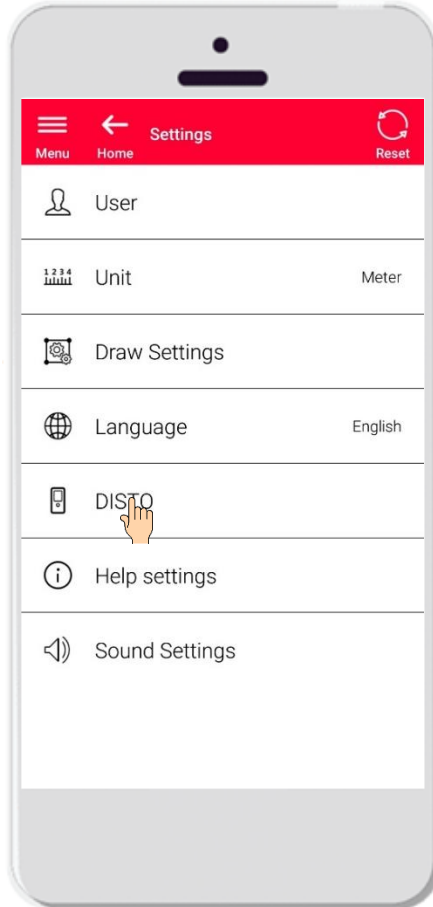 Settings
Menu
Home
Reset
User
1 2 3 4
Unit
Meter
Draw Settings
Language
English
DISTO
Help settings
Sound Settings